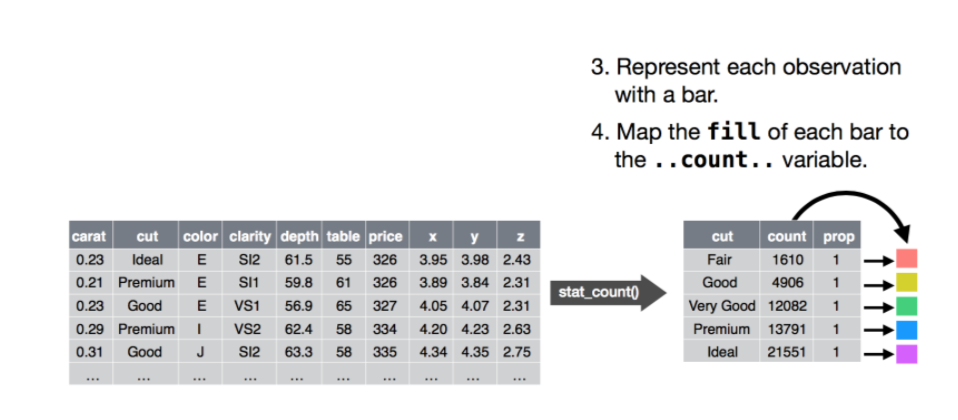 3. Represent each observation
with a bar.
4. Map the fill of each bar to
the ..count.. variable.
carat cut color clarity depth table price x y z
0.23 Ideal E SI2 61.5 55 326 3.95 3.98 2.43
0.21 Premium E SI1 59.8 61 326 3.89 3.84 2.31
0.23 Good E VS1 56.9 65 327 4.05 4.07 2.31
0.29 Premium I VS2 62.4 58 334 4.20 4.23 2.63
0.31 Good J SI2 63.3 58 335 4.34 4.35 2.75
... ... ... ... ... ... ... ... ... ...
stat_count()
cut count prop
Fair 1610 1
Good 4906 1
Very Good 12082 1
Premium 13791 1
Ideal 21551 1